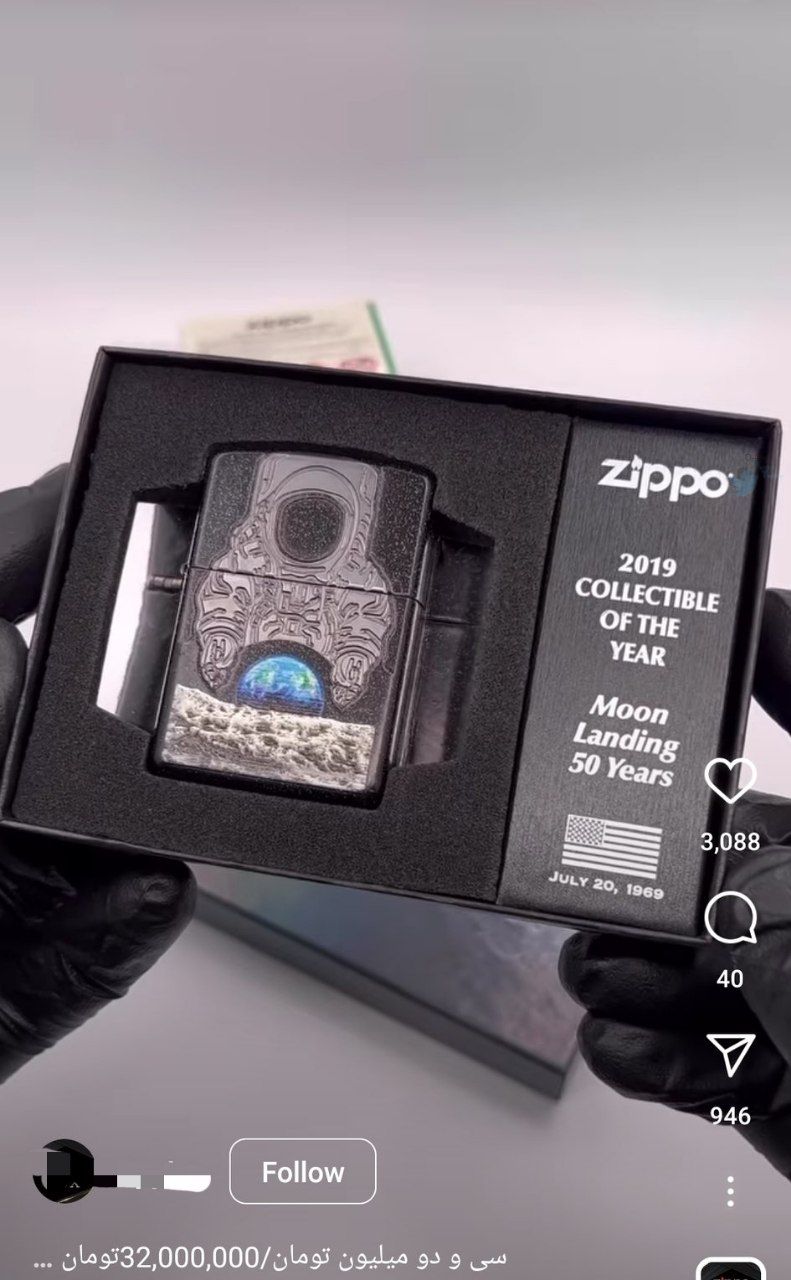 zippo
2019
COLLECTIBLE
OF THE
YEAR
Moon
Landing
50 Years
JULY 20, 1969
3,088
40
946
Follow
سی و دو میلیون تومان/32,000,000تومان ...